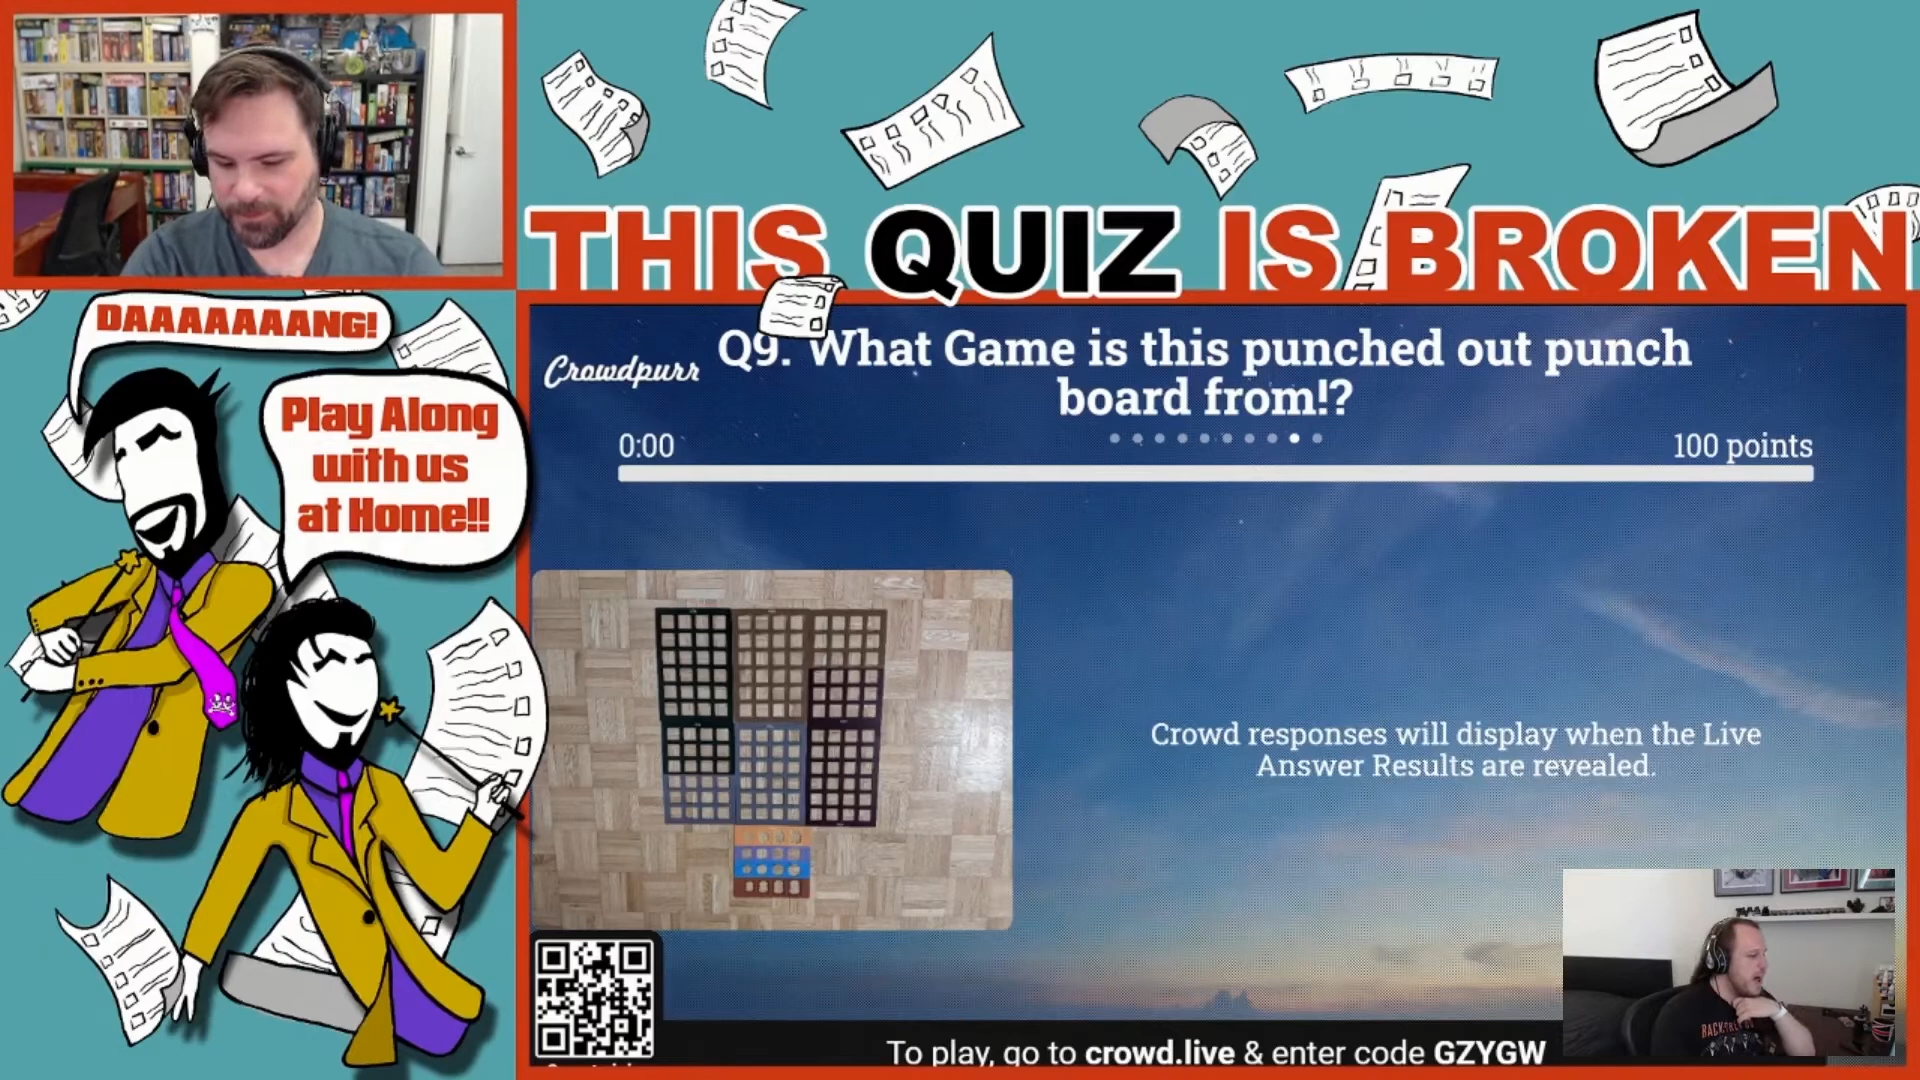 THIS QUIZ IS BROKEN
DAAAAAAAANG!
Play Along
with us
at Home!!
Crowdpurr
Q9. What Game is this punched out punch
board from!?
0:00
100 points
Crowd responses will display when the Live
Answer Results are revealed.
To play, go to crowd.live & enter code GZYGW